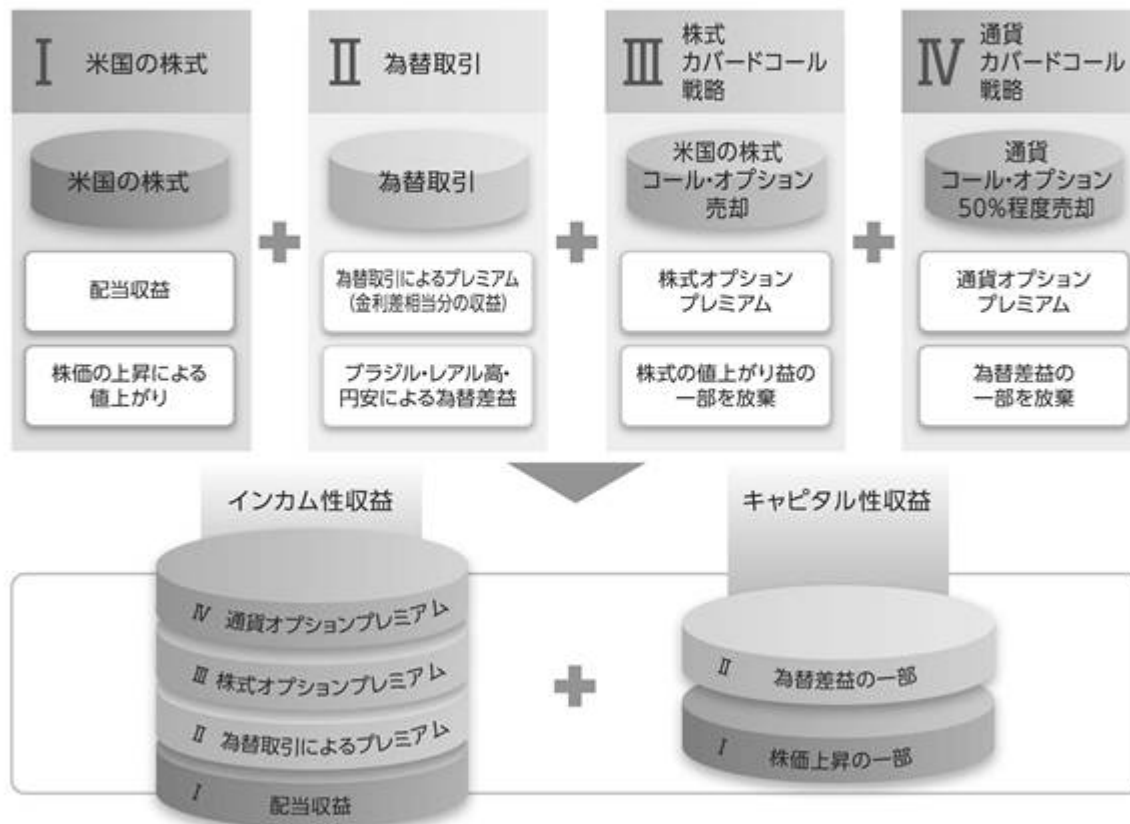 I 米国の株式
II 為替取引
III 株式
カバードコール
戦略
IV 通貨
カバードコール
戦略
米国の株式
為替取引
米国の株式
コール・オプション
売却
通貨
コール・オプション
50%程度売却
配当収益
為替取引によるプレミアム
(金利差相当分の収益)
株式オプション
プレミアム
通貨オプション
プレミアム
株価の上昇による
値上がり
ブラジル・レアル高・
円安による為替差益
株式の値上がり益の
一部を放棄
為替差益の
一部を放棄
インカム性収益
キャピタル性収益
IV 通貨オプションプレミアム
III 株式オプションプレミアム
II 為替取引によるプレミアム
I 配当収益
II 為替差益の一部
I 株価上昇の一部